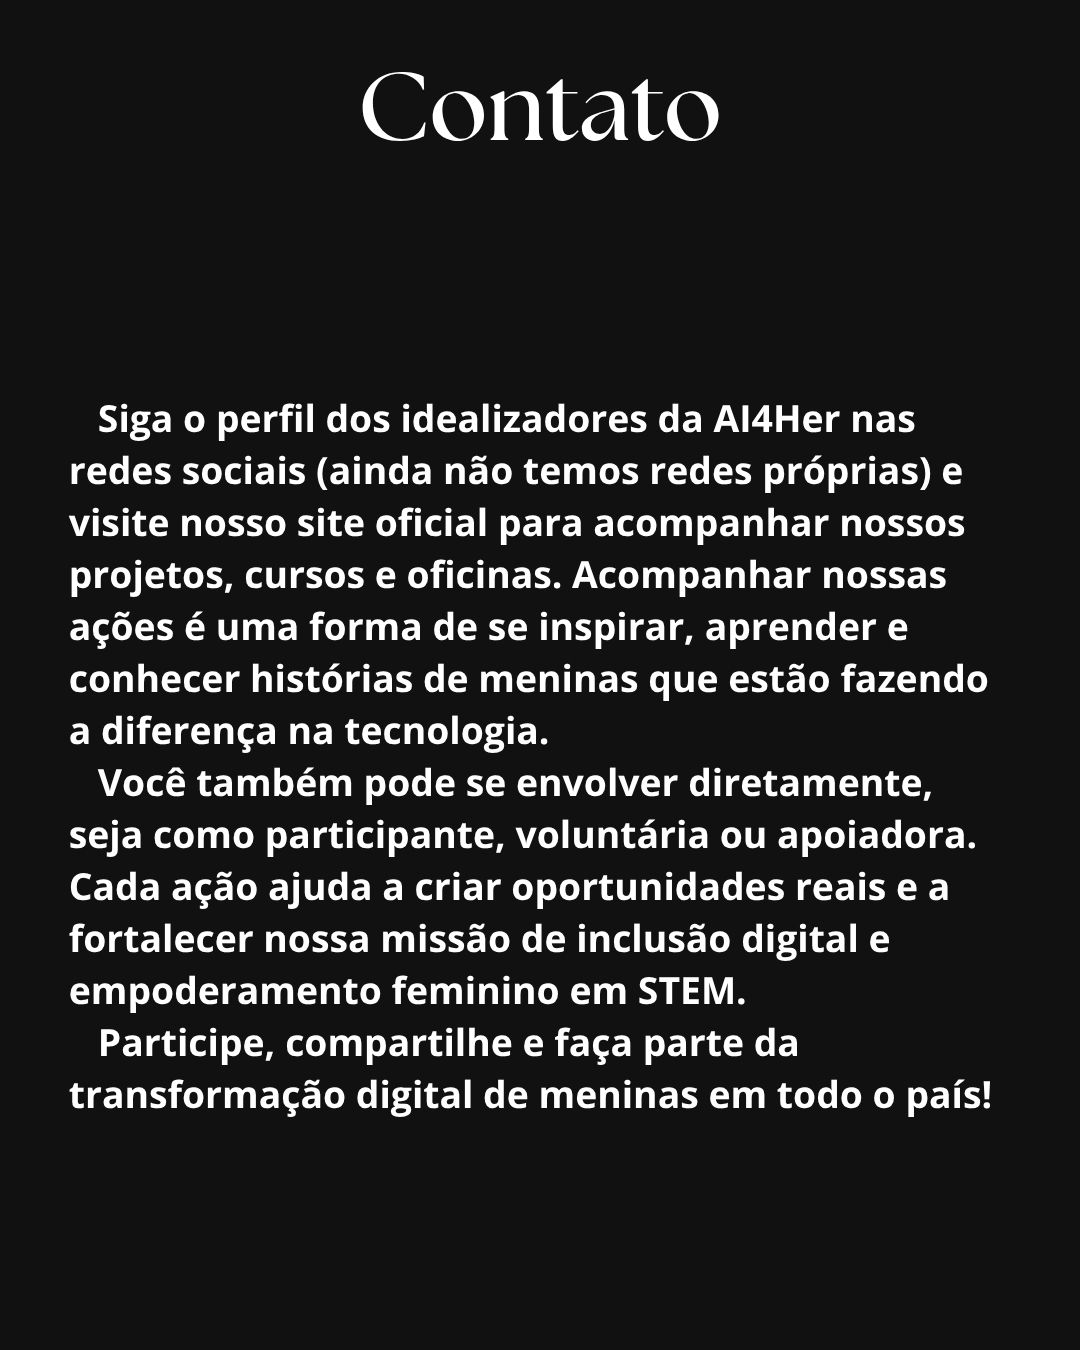 Contato
Siga o perfil dos idealizadores da AI4Her nas
redes sociais (ainda não temos redes próprias) e
visite nosso site oficial para acompanhar nossos
projetos, cursos e oficinas. Acompanhar nossas
ações é uma forma de se inspirar, aprender e
conhecer histórias de meninas que estão fazendo
a diferença na tecnologia.
Você também pode se envolver diretamente,
seja como participante, voluntária ou apoiadora.
Cada ação ajuda a criar oportunidades reais e a
fortalecer nossa missão de inclusão digital e
empoderamento feminino em STEM.
Participe, compartilhe e faça parte da
transformação digital de meninas em todo o país!